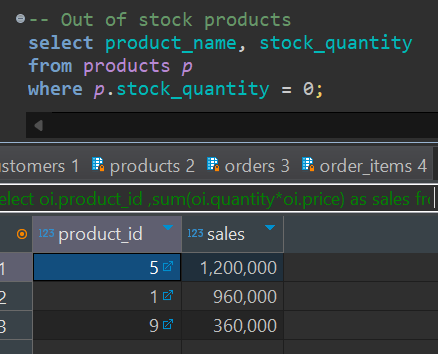 -- Out of stock products
select product_name, stock_quantity
from products p
where p.stock_quantity = 0;
ustomers 1 products 2 orders 3 order_items 4
elect oi.product_id ,sum(oi.quantity*oi.price) as sales fr
123 product_id 123 sales
1 5 1,200,000
2 1 960,000
3 9 360,000